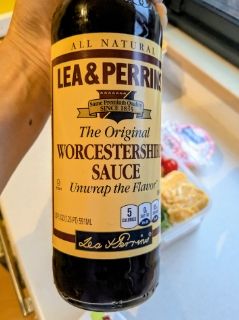 ALL NATURAL
LEA & PERRINS
Same Premium Quality
SINCE 1835
The Original
WORCESTERSHIRE
SAUCE
Unwrap the Flavor
5
CALORIES
0g
Lea & Perrins